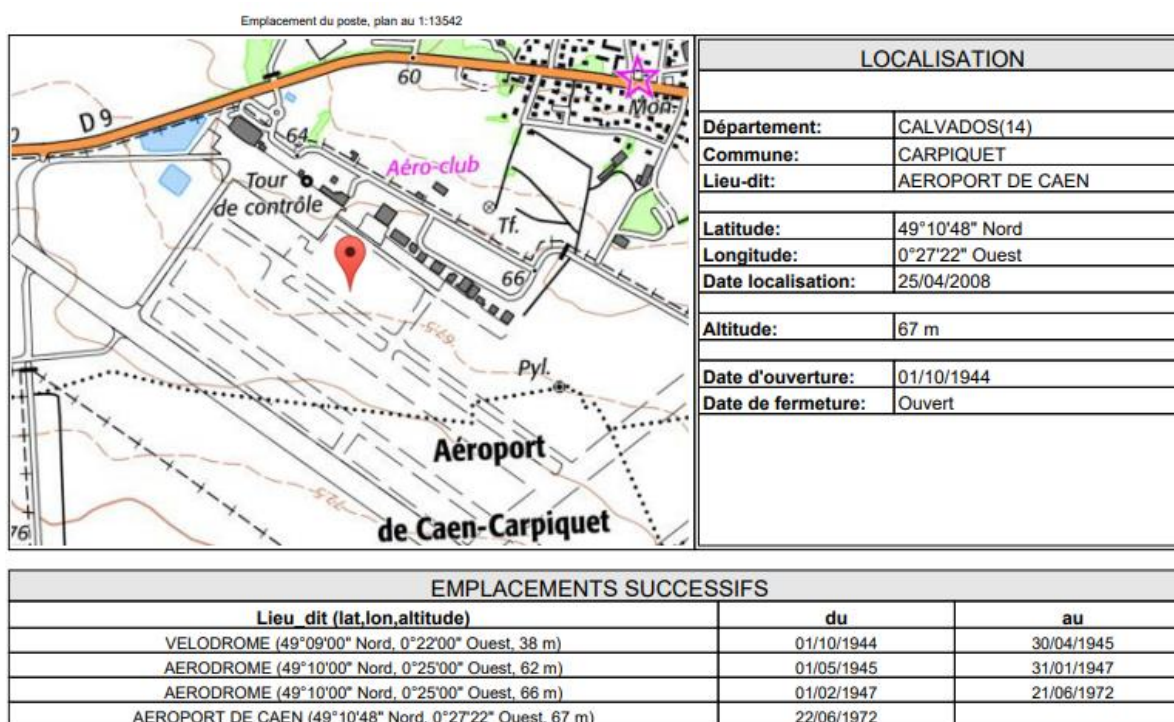 Emplacement du poste, plan au 1:13542
D 9
60
Mon.
64
Aéro-club
Tour
de contrôle
Tf.
66
69.5
Pyl.
Aéroport
72.5
de Caen-Carpiquet
76
LOCALISATION
Département: CALVADOS(14)
Commune: CARPIQUET
Lieu-dit: AEROPORT DE CAEN
Latitude: 49°10'48" Nord
Longitude: 0°27'22" Ouest
Date localisation: 25/04/2008
Altitude: 67 m
Date d'ouverture: 01/10/1944
Date de fermeture: Ouvert
EMPLACEMENTS SUCCESSIFS
Lieu_dit (lat,lon,altitude) du au
VELODROME (49°09'00" Nord, 0°22'00" Ouest, 38 m) 01/10/1944 30/04/1945
AERODROME (49°10'00" Nord, 0°25'00" Ouest, 62 m) 01/05/1945 31/01/1947
AERODROME (49°10'00" Nord, 0°25'00" Ouest, 66 m) 01/02/1947 21/06/1972
AEROPORT DE CAEN (49°10'48" Nord, 0°27'22" Ouest, 67 m) 22/06/1972